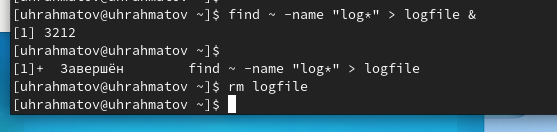 [uhrahmatov@uhrahmatov ~]$ find ~ -name "log*" > logfile &
[1] 3212
[uhrahmatov@uhrahmatov ~]$
[1]+  Завершён        find ~ -name "log*" > logfile
[uhrahmatov@uhrahmatov ~]$ rm logfile
[uhrahmatov@uhrahmatov ~]$